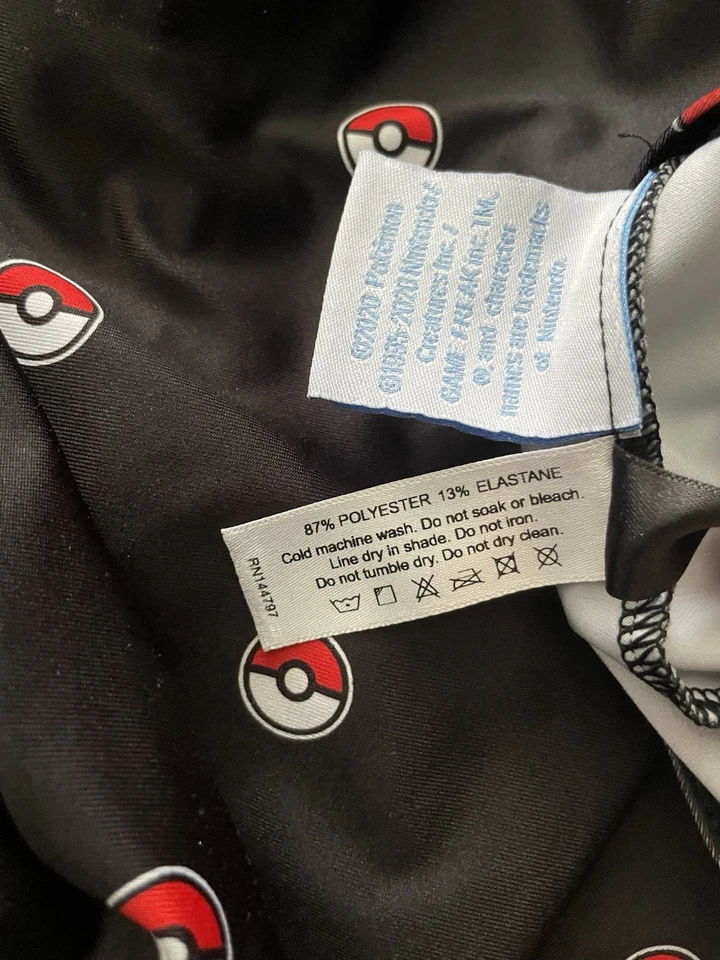 ©2020 Pokémon
©1995-2020 Nintendo/
Creatures Inc./
GAME FREAK inc. TM,
®, and character
names are trademarks
of Nintendo.
87% POLYESTER 13% ELASTANE
Cold machine wash. Do not soak or bleach.
Line dry in shade. Do not iron.
Do not tumble dry. Do not dry clean.
RN144797